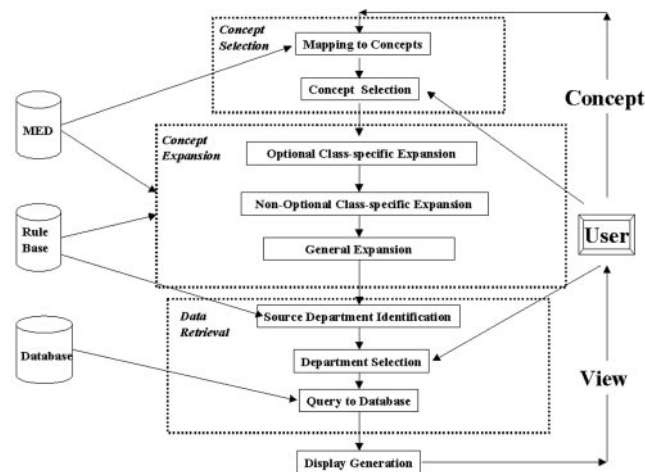 Concept
Selection
Mapping to Concepts
Concept Selection
Concept
MED
Concept
Expansion
Optional Class-specific Expansion
Non-Optional Class-specific Expansion
General Expansion
Rule
Base
User
Data
Retrieval
Source Department Identification
Department Selection
Database
Query to Database
View
Display Generation